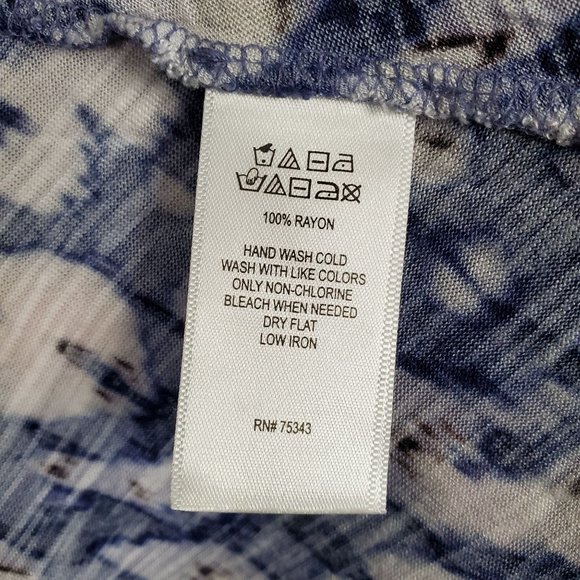 100% RAYON
HAND WASH COLD
WASH WITH LIKE COLORS
ONLY NON-CHLORINE
BLEACH WHEN NEEDED
DRY FLAT
LOW IRON
RN# 75343